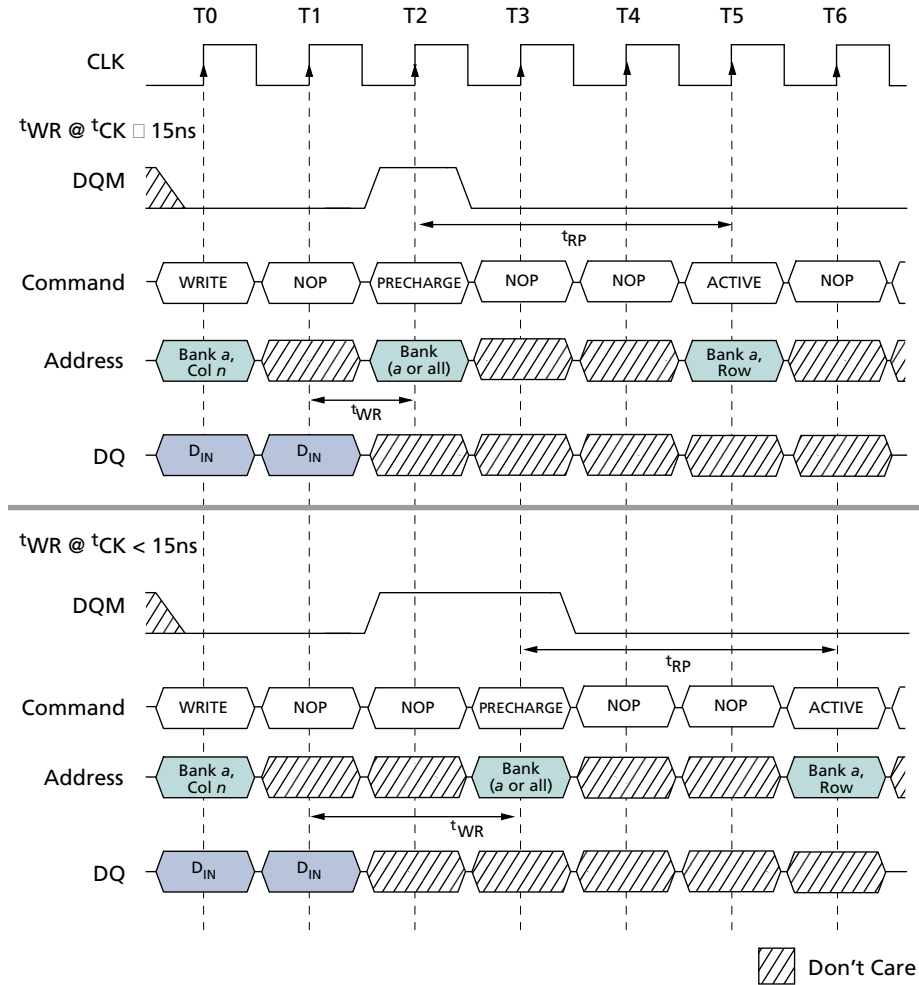 T0 T1 T2 T3 T4 T5 T6
CLK
tWR @ tCK □ 15ns
DQM
tRP
Command WRITE NOP PRECHARGE NOP NOP ACTIVE NOP
Address Bank a, Col n Bank (a or all) Bank a, Row
tWR
DQ DIN DIN
tWR @ tCK < 15ns
DQM
tRP
Command WRITE NOP NOP PRECHARGE NOP NOP ACTIVE
Address Bank a, Col n Bank (a or all) Bank a, Row
tWR
DQ DIN DIN
Don't Care